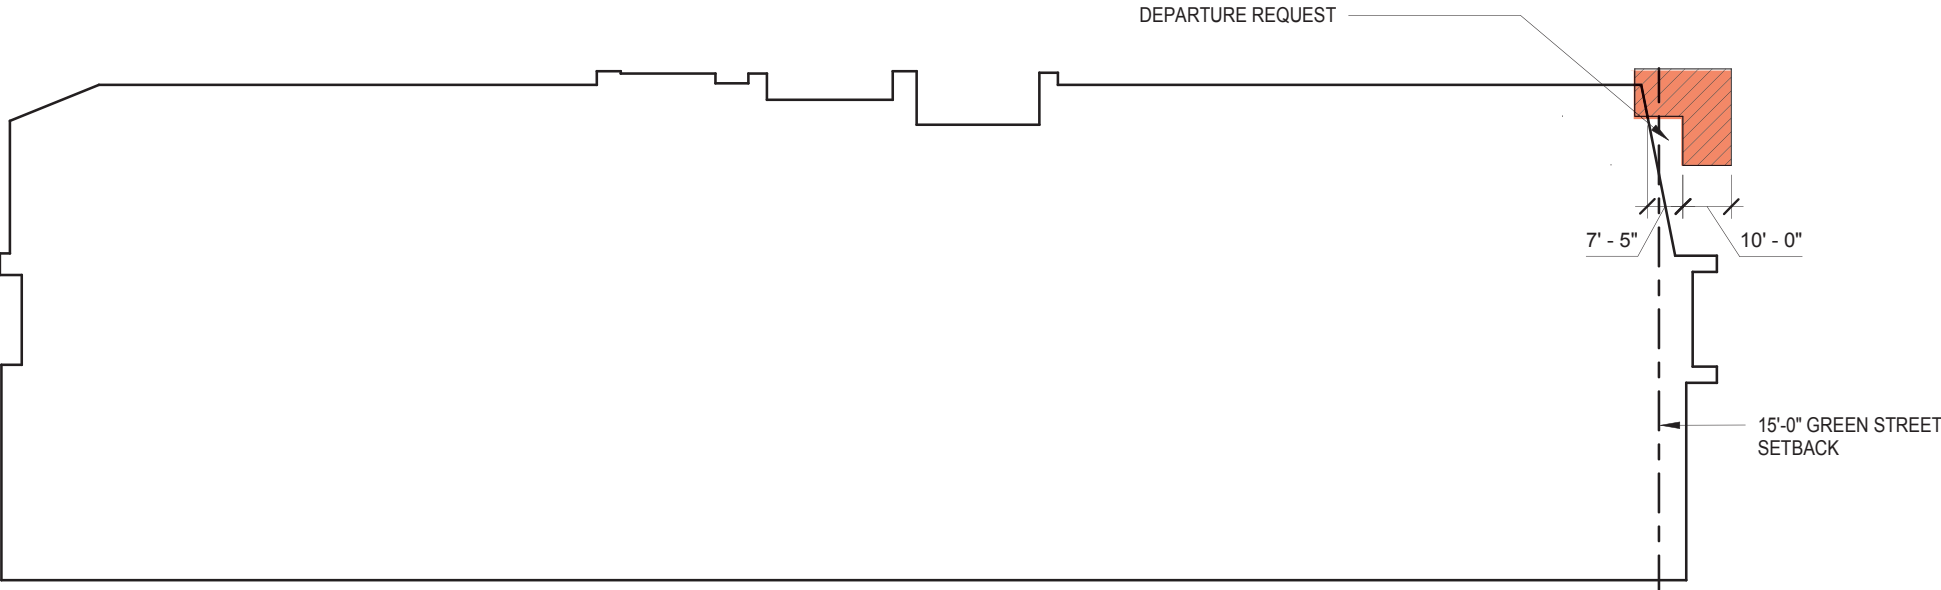 DEPARTURE REQUEST
7' - 5"
10' - 0"
15'-0" GREEN STREET
SETBACK